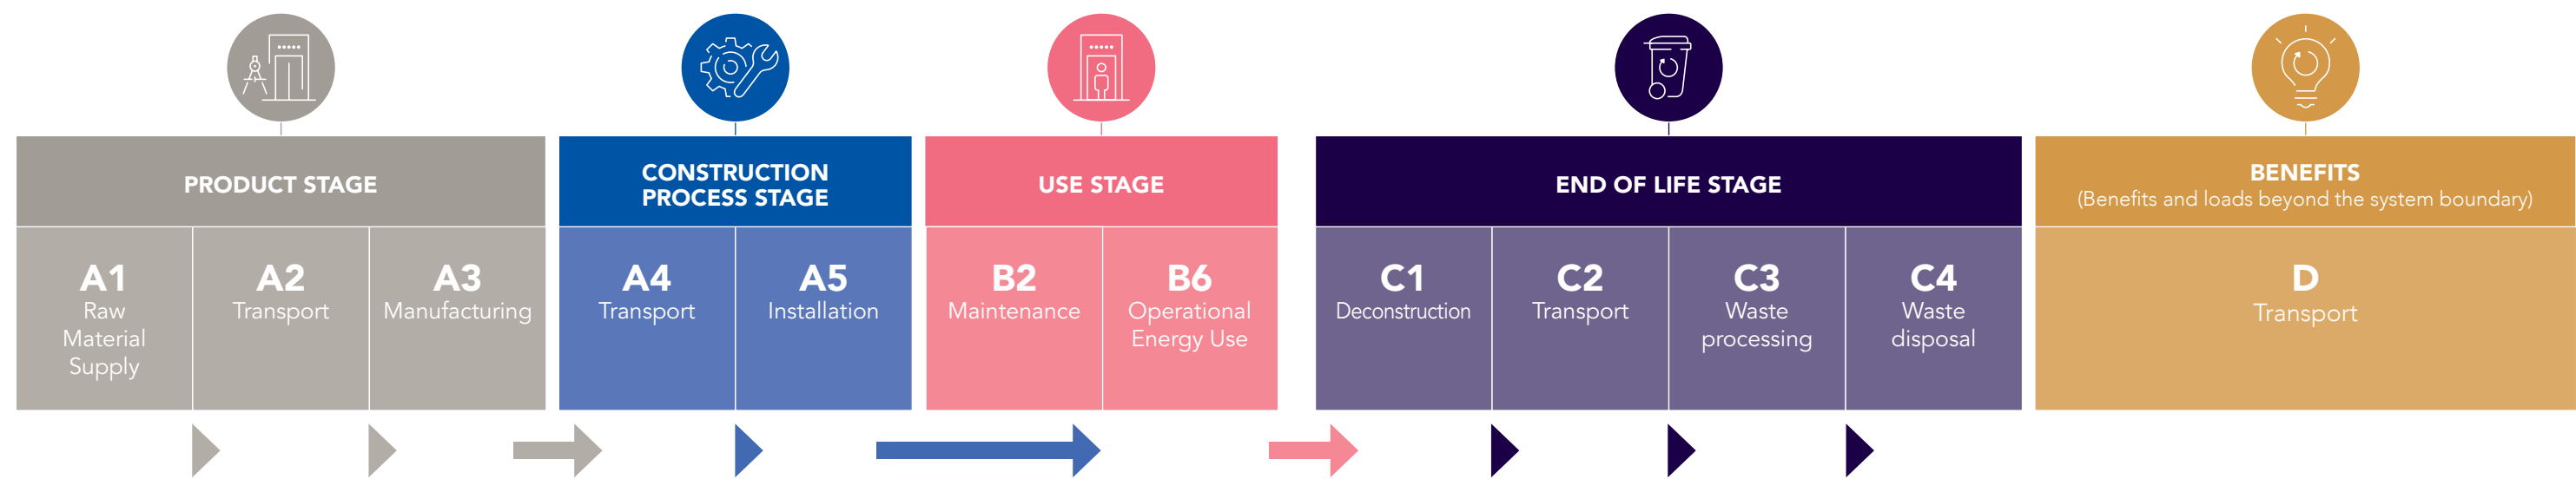 PRODUCT STAGE
A1
Raw
Material
Supply
A2
Transport
A3
Manufacturing
CONSTRUCTION
PROCESS STAGE
A4
Transport
A5
Installation
USE STAGE
B2
Maintenance
B6
Operational
Energy Use
END OF LIFE STAGE
C1
Deconstruction
C2
Transport
C3
Waste
processing
C4
Waste
disposal
BENEFITS
(Benefits and loads beyond the system boundary)
D
Transport